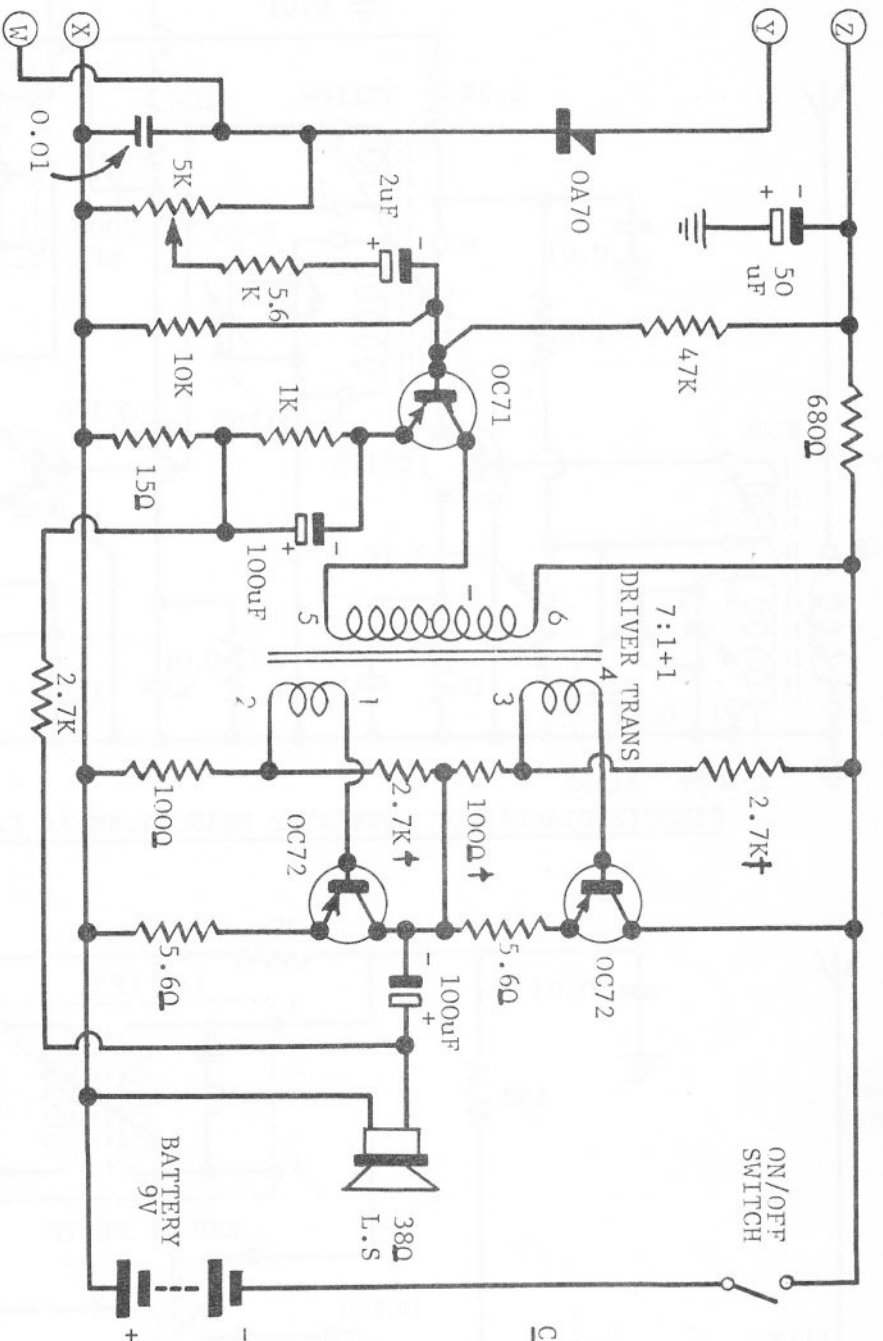 Z
Y
X
W
0.01
5K
2uF
+
-
5.6
K
OA70
50
uF
+
-
47K
680Ω
10K
OC71
1K
15Ω
100uF
+
-
5
6
-
7:1+1
DRIVER TRANS
2
1
3
4
2.7K
100Ω
2.7K
100Ω
2.7K
OC72
OC72
5.6Ω
5.6Ω
100uF
-
+
38Ω
L.S
BATTERY
9V
+
-
ON/OFF
SWITCH
C